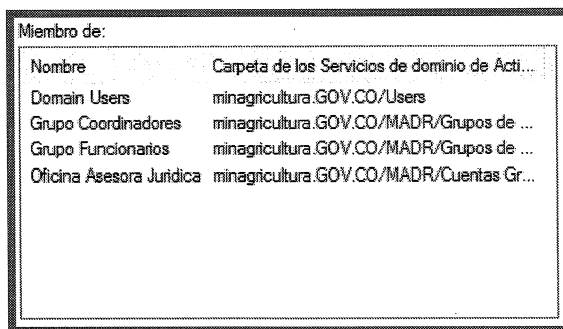 Miembro de:
Nombre Carpeta de los Servicios de dominio de Acti...
Domain Users minagricultura.GOV.CO/Users
Grupo Coordinadores minagricultura.GOV.CO/MADR/Grupos de ...
Grupo Funcionarios minagricultura.GOV.CO/MADR/Grupos de ...
Oficina Asesora Juridica minagricultura.GOV.CO/MADR/Cuentas Gr...